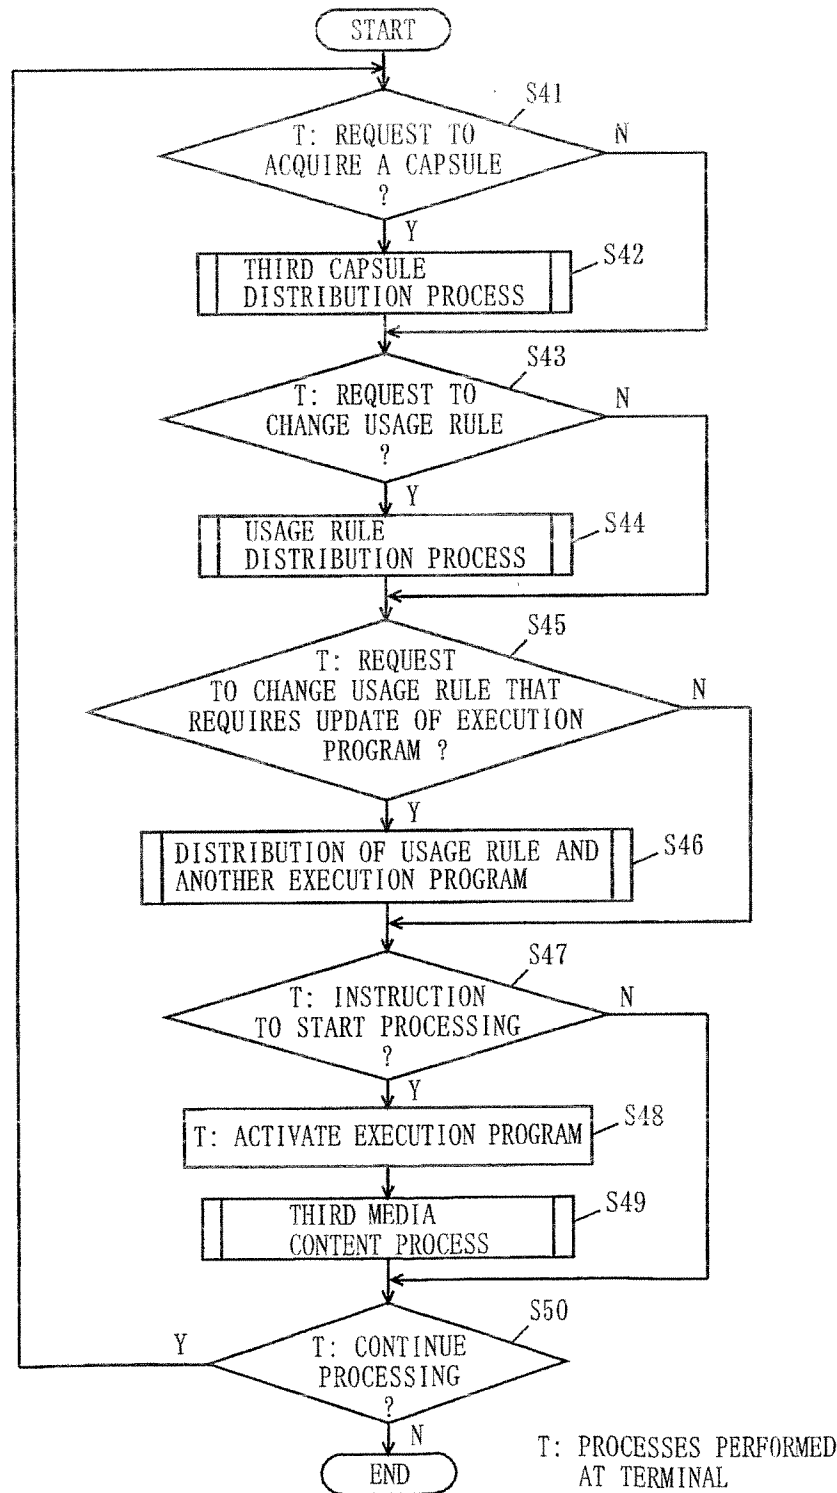 START
S41
T: REQUEST TO
ACQUIRE A CAPSULE
?
N
Y
S42
THIRD CAPSULE
DISTRIBUTION PROCESS
S43
T: REQUEST TO
CHANGE USAGE RULE
?
N
Y
S44
USAGE RULE
DISTRIBUTION PROCESS
S45
T: REQUEST
TO CHANGE USAGE RULE THAT
REQUIRES UPDATE OF EXECUTION
PROGRAM ?
N
Y
S46
DISTRIBUTION OF USAGE RULE AND
ANOTHER EXECUTION PROGRAM
S47
T: INSTRUCTION
TO START PROCESSING
?
N
Y
S48
T: ACTIVATE EXECUTION PROGRAM
S49
THIRD MEDIA
CONTENT PROCESS
S50
Y
T: CONTINUE
PROCESSING
?
N
END
T: PROCESSES PERFORMED
AT TERMINAL